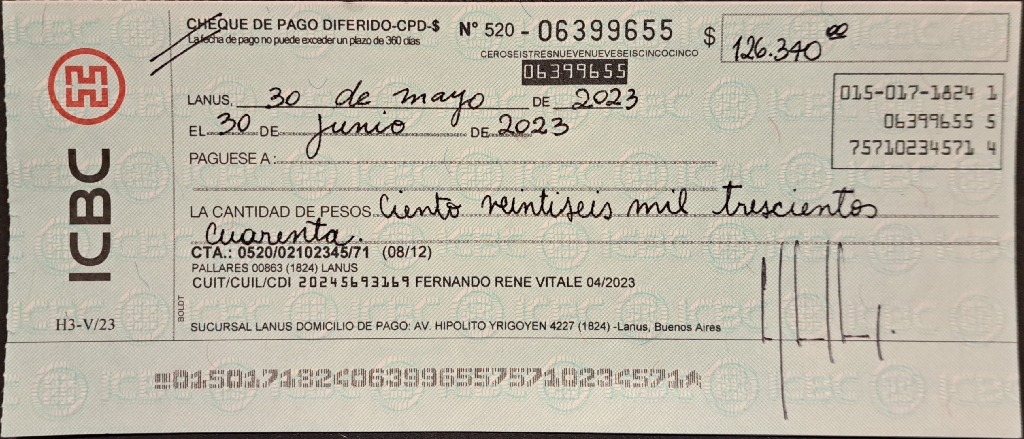 CHEQUE DE PAGO DIFERIDO-CPD-$ N° 520 - 06399655 $ 126.340⁰⁰
La fecha de pago no puede exceder un plazo de 360 días
CEROSEISTRESNUEVENUEVESEISCINCOCINCO
06399655
LANUS, 30 de mayo DE 2023
EL 30 DE junio DE 2023
PAGUESE A :
015-017-1824 1
06399655 5
75710234571 4
LA CANTIDAD DE PESOS Ciento veintiseis mil trescientos
cuarenta.
CTA.: 0520/02102345/71 (08/12)
PALLARES 00863 (1824) LANUS
CUIT/CUIL/CDI 20245693169 FERNANDO RENE VITALE 04/2023
SUCURSAL LANUS DOMICILIO DE PAGO: AV. HIPOLITO YRIGOYEN 4227 (1824) -Lanus, Buenos Aires
ICBC
H3-V/23
BOLDT
01501718240639965575710234571